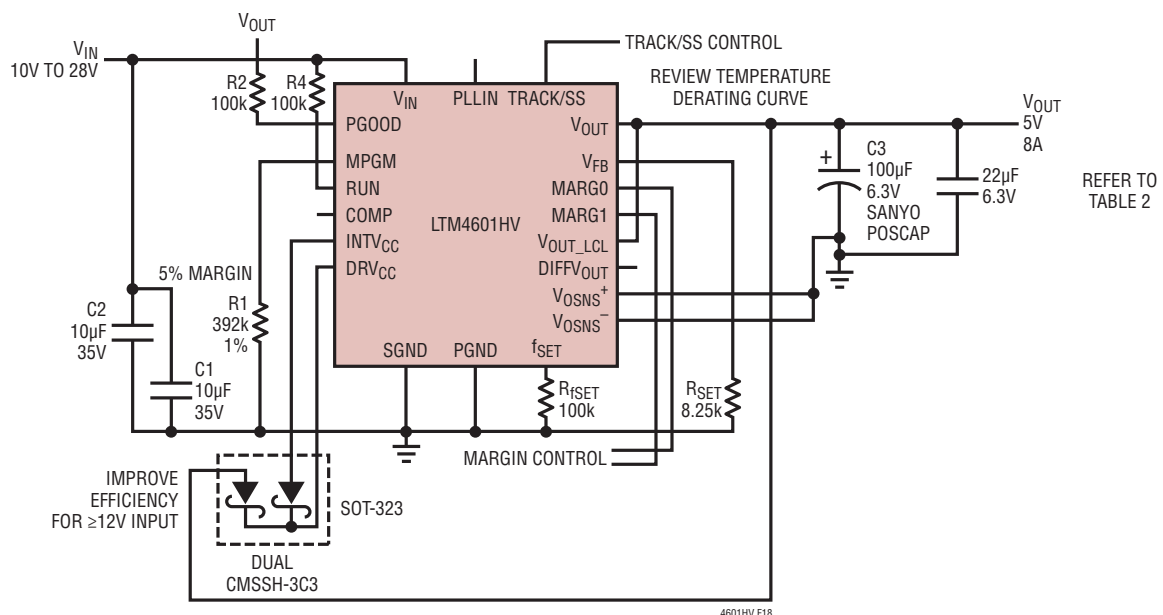 VOUT
VIN
10V TO 28V
TRACK/SS CONTROL
REVIEW TEMPERATURE
DERATING CURVE
R2
100k
R4
100k
VIN
PLLIN
TRACK/SS
PGOOD
MPGM
RUN
COMP
INTVCC
DRVCC
LTM4601HV
VOUT
VFB
MARG0
MARG1
VOUT_LCL
DIFFVOUT
VOSNS+
VOSNS–
SGND
PGND
fSET
VOUT
5V
8A
+
C3
100µF
6.3V
SANYO
POSCAP
22µF
6.3V
REFER TO
TABLE 2
5% MARGIN
C2
10µF
35V
R1
392k
1%
C1
10µF
35V
RfSET
100k
RSET
8.25k
MARGIN CONTROL
IMPROVE
EFFICIENCY
FOR ≥12V INPUT
SOT-323
DUAL
CMSSH-3C3
4601HV F18